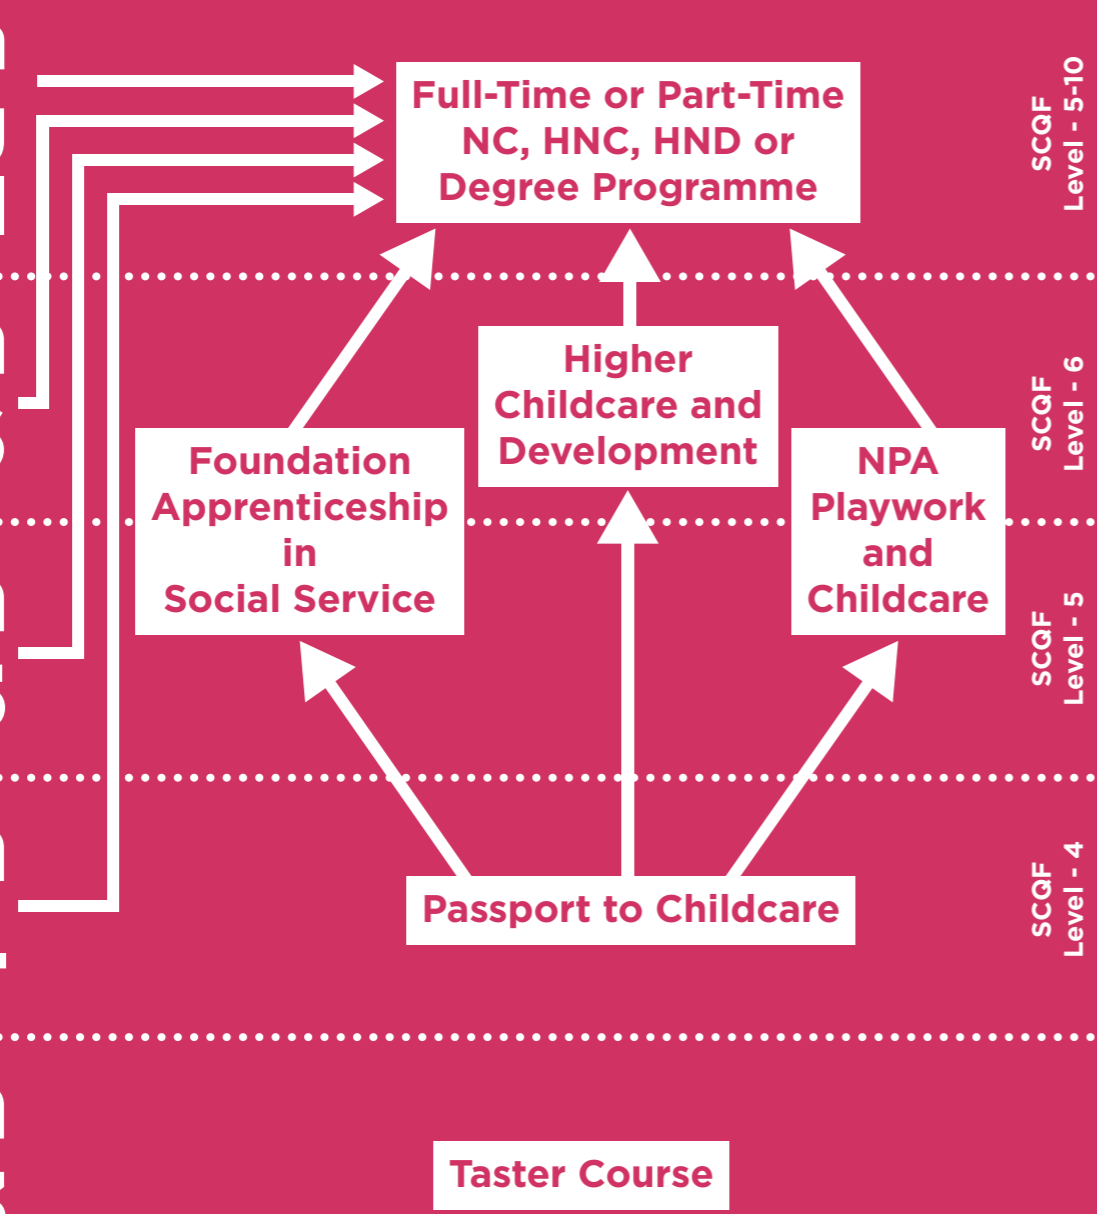 Full-Time or Part-Time
NC, HNC, HND or
Degree Programme
SCQF
Level - 5-10
Higher
Childcare and
Development
SCQF
Level - 6
Foundation
Apprenticeship
in
Social Service
NPA
Playwork
and
Childcare
SCQF
Level - 5
Passport to Childcare
SCQF
Level - 4
Taster Course